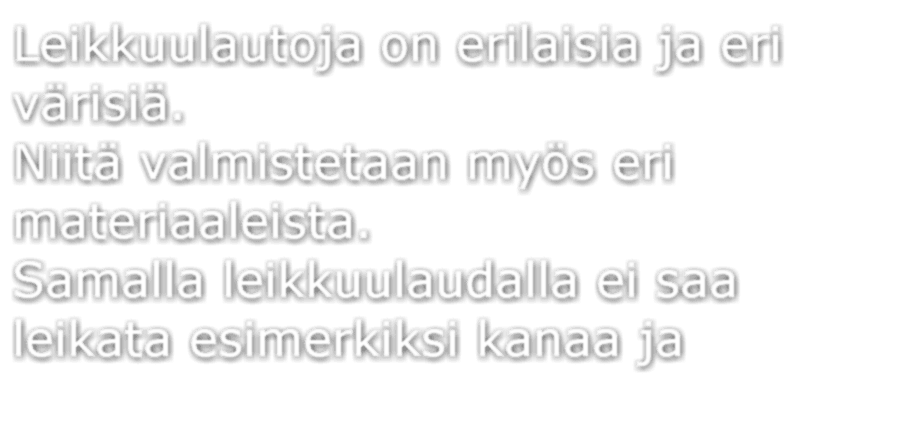 Leikkuulautoja on erilaisia ja eri
värisiä.
Niitä valmistetaan myös eri
materiaaleista.
Samalla leikkuulaudalla ei saa
leikata esimerkiksi kanaa ja